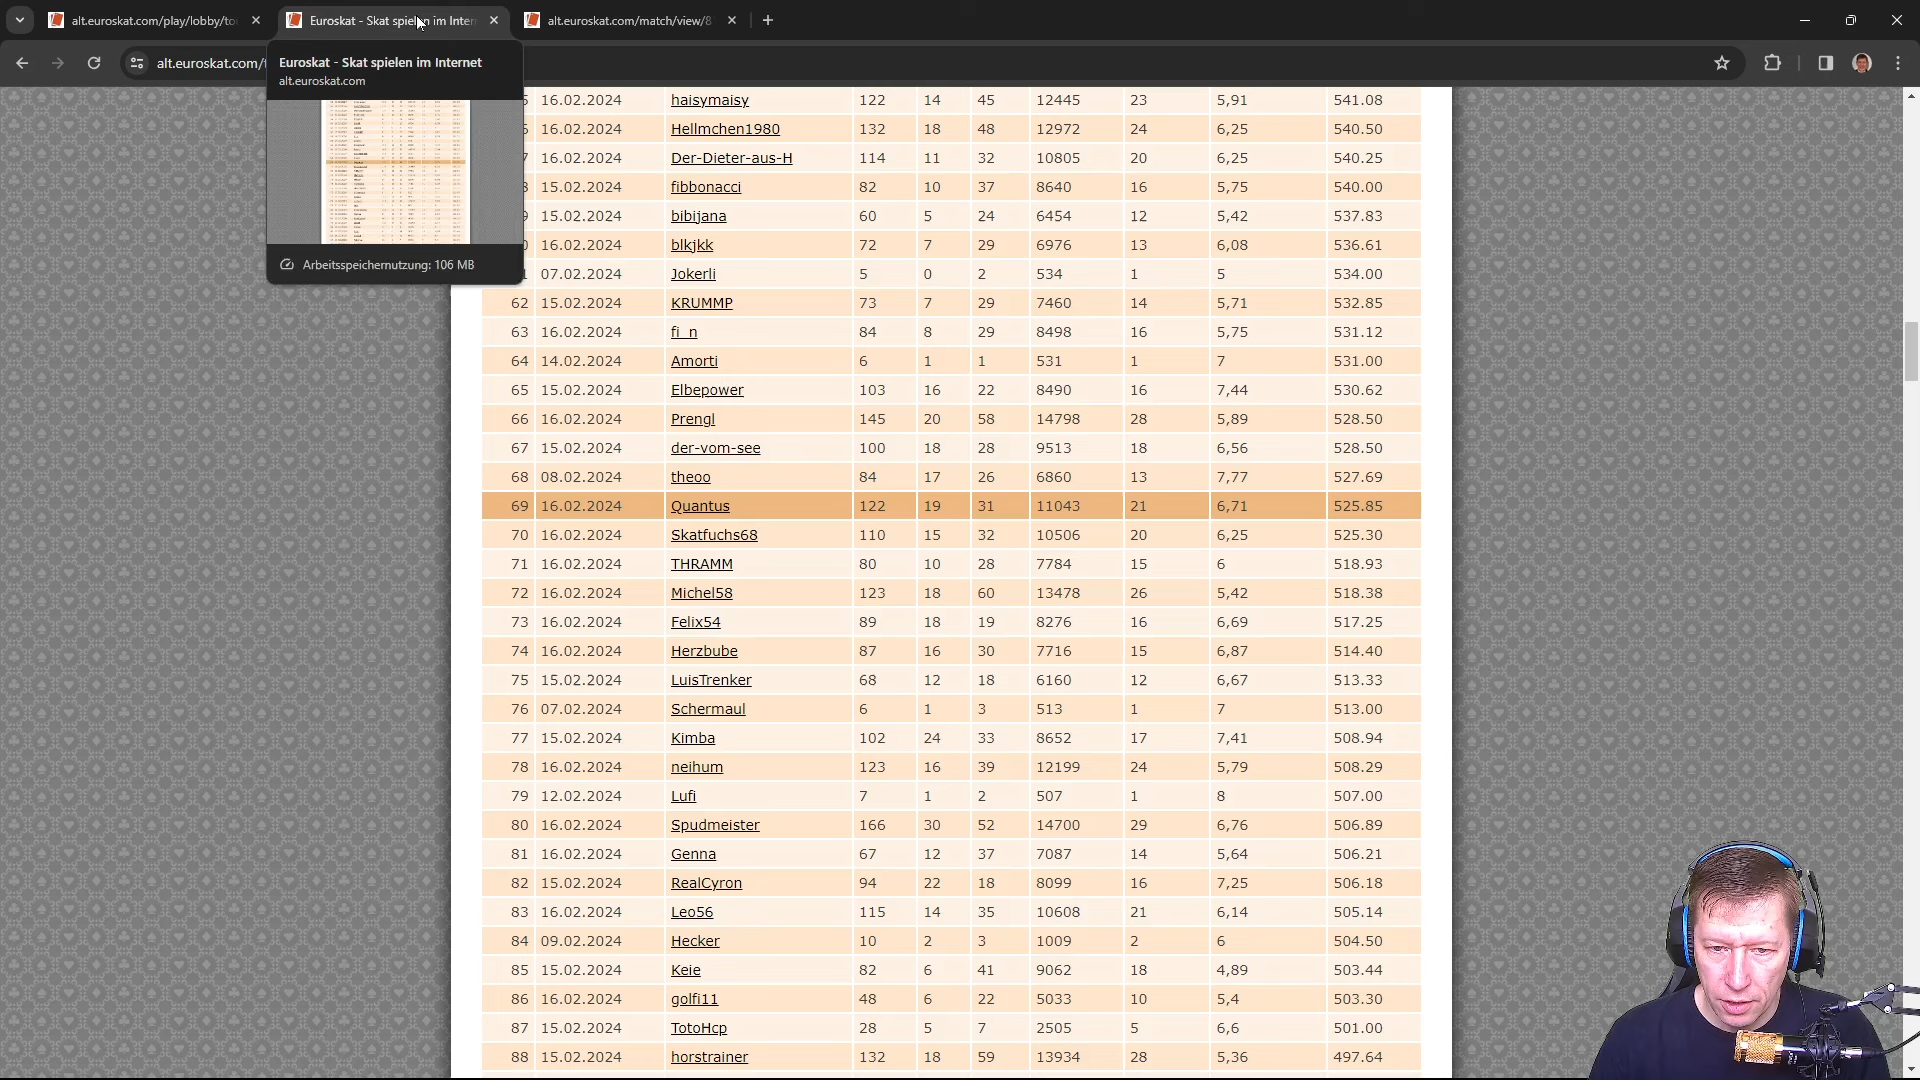 alt.euroskat.com/play/lobby/to
Euroskat - Skat spielen im Inter
alt.euroskat.com/match/view/8
alt.euroskat.com/
Euroskat - Skat spielen im Internet
alt.euroskat.com
Arbeitsspeichernutzung: 106 MB
5 16.02.2024 haisymaisy 122 14 45 12445 23 5,91 541.08
16.02.2024 Hellmchen1980 132 18 48 12972 24 6,25 540.50
7 16.02.2024 Der-Dieter-aus-H 114 11 32 10805 20 6,25 540.25
15.02.2024 fibbonacci 82 10 37 8640 16 5,75 540.00
15.02.2024 bibijana 60 5 24 6454 12 5,42 537.83
16.02.2024 blkjkk 72 7 29 6976 13 6,08 536.61
1 07.02.2024 Jokerli 5 0 2 534 1 5 534.00
62 15.02.2024 KRUMMP 73 7 29 7460 14 5,71 532.85
63 16.02.2024 fi_n 84 8 29 8498 16 5,75 531.12
64 14.02.2024 Amorti 6 1 1 531 1 7 531.00
65 15.02.2024 Elbepower 103 16 22 8490 16 7,44 530.62
66 16.02.2024 Prengl 145 20 58 14798 28 5,89 528.50
67 15.02.2024 der-vom-see 100 18 28 9513 18 6,56 528.50
68 08.02.2024 theoo 84 17 26 6860 13 7,77 527.69
69 16.02.2024 Quantus 122 19 31 11043 21 6,71 525.85
70 16.02.2024 Skatfuchs68 110 15 32 10506 20 6,25 525.30
71 16.02.2024 THRAMM 80 10 28 7784 15 6 518.93
72 16.02.2024 Michel58 123 18 60 13478 26 5,42 518.38
73 16.02.2024 Felix54 89 18 19 8276 16 6,69 517.25
74 16.02.2024 Herzbube 87 16 30 7716 15 6,87 514.40
75 15.02.2024 LuisTrenker 68 12 18 6160 12 6,67 513.33
76 07.02.2024 Schermaul 6 1 3 513 1 7 513.00
77 15.02.2024 Kimba 102 24 33 8652 17 7,41 508.94
78 16.02.2024 neihum 123 16 39 12199 24 5,79 508.29
79 12.02.2024 Lufi 7 1 2 507 1 8 507.00
80 16.02.2024 Spudmeister 166 30 52 14700 29 6,76 506.89
81 16.02.2024 Genna 67 12 37 7087 14 5,64 506.21
82 15.02.2024 RealCyron 94 22 18 8099 16 7,25 506.18
83 16.02.2024 Leo56 115 14 35 10608 21 6,14 505.14
84 09.02.2024 Hecker 10 2 3 1009 2 6 504.50
85 15.02.2024 Keie 82 6 41 9062 18 4,89 503.44
86 16.02.2024 golfi11 48 6 22 5033 10 5,4 503.30
87 15.02.2024 TotoHcp 28 5 7 2505 5 6,6 501.00
88 15.02.2024 horstrainer 132 18 59 13934 28 5,36 497.64